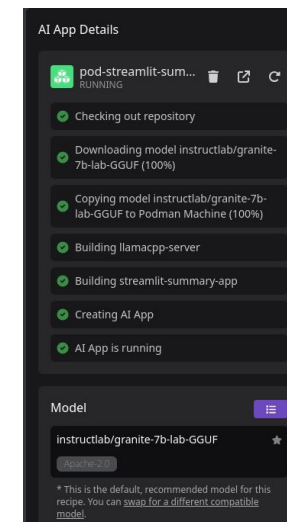 AI App Details
pod-streamlit-sum...
RUNNING
Checking out repository
Downloading model instructlab/granite-
7b-lab-GGUF (100%)
Copying model instructlab/granite-7b-
lab-GGUF to Podman Machine (100%)
Building llamacpp-server
Building streamlit-summary-app
Creating AI App
AI App is running
Model
instructlab/granite-7b-lab-GGUF
Apache-2.0
* This is the default, recommended model for this
recipe. You can swap for a different compatible
model.